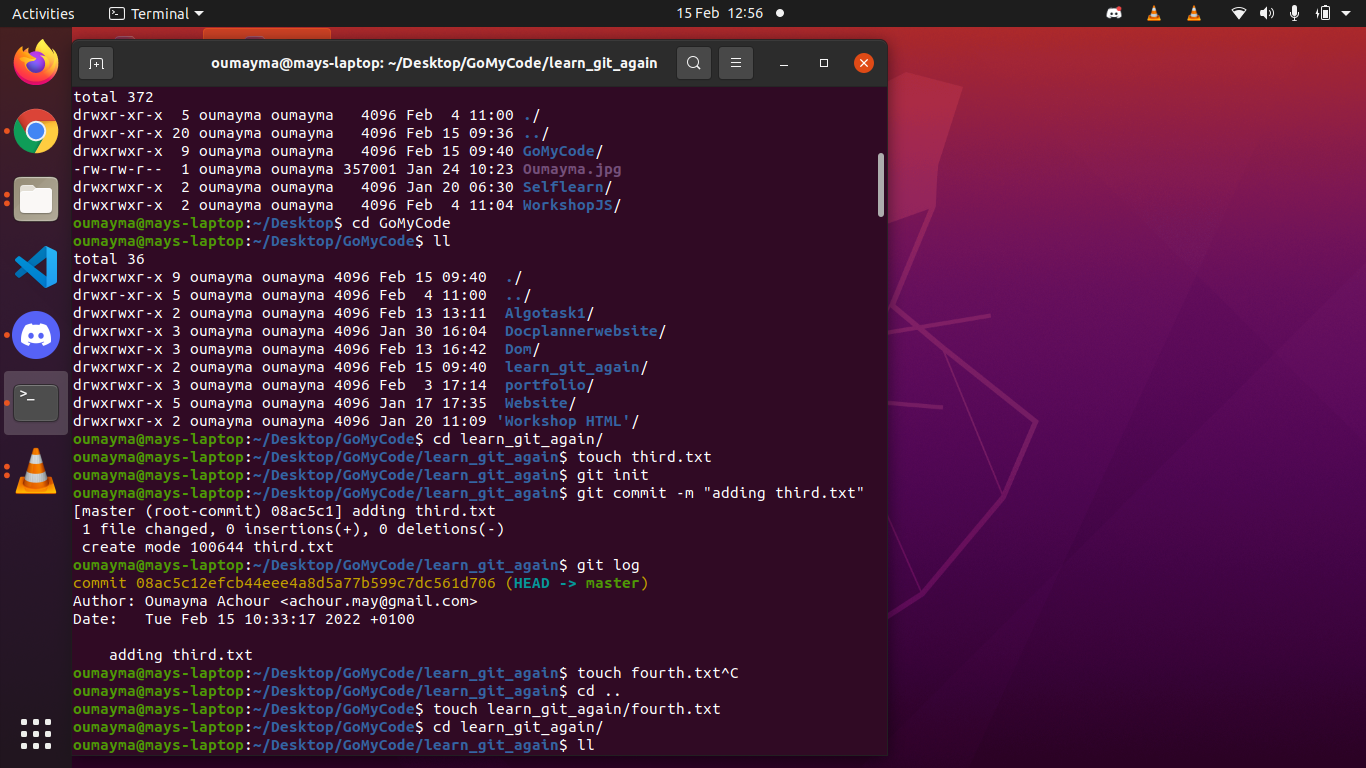 Activities
Terminal
15 Feb 12:56
oumayma@mays-laptop: ~/Desktop/GoMyCode/learn_git_again
total 372
drwxr-xr-x  5 oumayma oumayma   4096 Feb  4 11:00 ./
drwxr-xr-x 20 oumayma oumayma   4096 Feb 15 09:36 ../
drwxrwxr-x  9 oumayma oumayma   4096 Feb 15 09:40 GoMyCode/
-rw-rw-r--  1 oumayma oumayma 357001 Jan 24 10:23 Oumayma.jpg
drwxrwxr-x  2 oumayma oumayma   4096 Jan 20 06:30 Selflearn/
drwxrwxr-x  2 oumayma oumayma   4096 Feb  4 11:04 WorkshopJS/
oumayma@mays-laptop:~/Desktop$ cd GoMyCode
oumayma@mays-laptop:~/Desktop/GoMyCode$ ll
total 36
drwxrwxr-x 9 oumayma oumayma 4096 Feb 15 09:40  ./
drwxr-xr-x 5 oumayma oumayma 4096 Feb  4 11:00  ../
drwxrwxr-x 2 oumayma oumayma 4096 Feb 13 13:11  Algotask1/
drwxrwxr-x 3 oumayma oumayma 4096 Jan 30 16:04  Docplannerwebsite/
drwxrwxr-x 3 oumayma oumayma 4096 Feb 13 16:42  Dom/
drwxrwxr-x 2 oumayma oumayma 4096 Feb 15 09:40  learn_git_again/
drwxrwxr-x 3 oumayma oumayma 4096 Feb  3 17:14  portfolio/
drwxrwxr-x 5 oumayma oumayma 4096 Jan 17 17:35  Website/
drwxrwxr-x 2 oumayma oumayma 4096 Jan 20 11:09 'Workshop HTML'/
oumayma@mays-laptop:~/Desktop/GoMyCode$ cd learn_git_again/
oumayma@mays-laptop:~/Desktop/GoMyCode/learn_git_again$ touch third.txt
oumayma@mays-laptop:~/Desktop/GoMyCode/learn_git_again$ git init
oumayma@mays-laptop:~/Desktop/GoMyCode/learn_git_again$ git commit -m "adding third.txt"
[master (root-commit) 08ac5c1] adding third.txt
 1 file changed, 0 insertions(+), 0 deletions(-)
 create mode 100644 third.txt
oumayma@mays-laptop:~/Desktop/GoMyCode/learn_git_again$ git log
commit 08ac5c12efcb44eee4a8d5a77b599c7dc561d706 (HEAD -> master)
Author: Oumayma Achour <achour.may@gmail.com>
Date:   Tue Feb 15 10:33:17 2022 +0100
    adding third.txt
oumayma@mays-laptop:~/Desktop/GoMyCode/learn_git_again$ touch fourth.txt^C
oumayma@mays-laptop:~/Desktop/GoMyCode/learn_git_again$ cd ..
oumayma@mays-laptop:~/Desktop/GoMyCode$ touch learn_git_again/fourth.txt
oumayma@mays-laptop:~/Desktop/GoMyCode$ cd learn_git_again/
oumayma@mays-laptop:~/Desktop/GoMyCode/learn_git_again$ ll